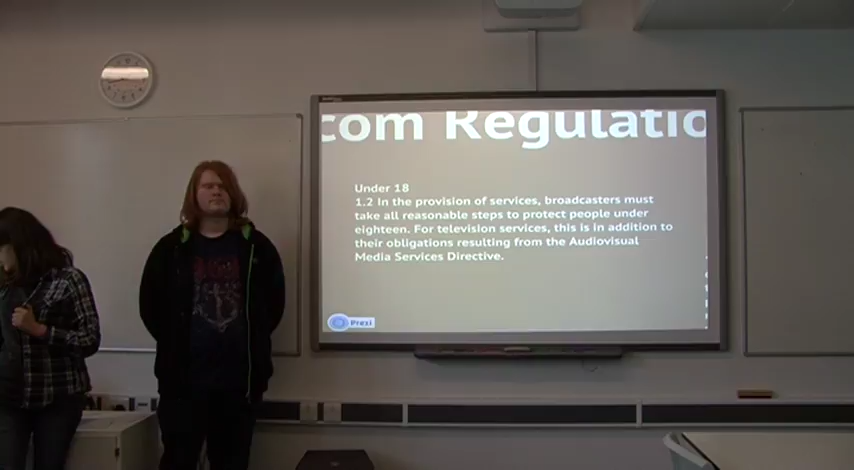 com Regulatio
Under 18
1.2 In the provision of services, broadcasters must
take all reasonable steps to protect people under
eighteen. For television services, this is in addition to
their obligations resulting from the Audiovisual
Media Services Directive.
Prezi